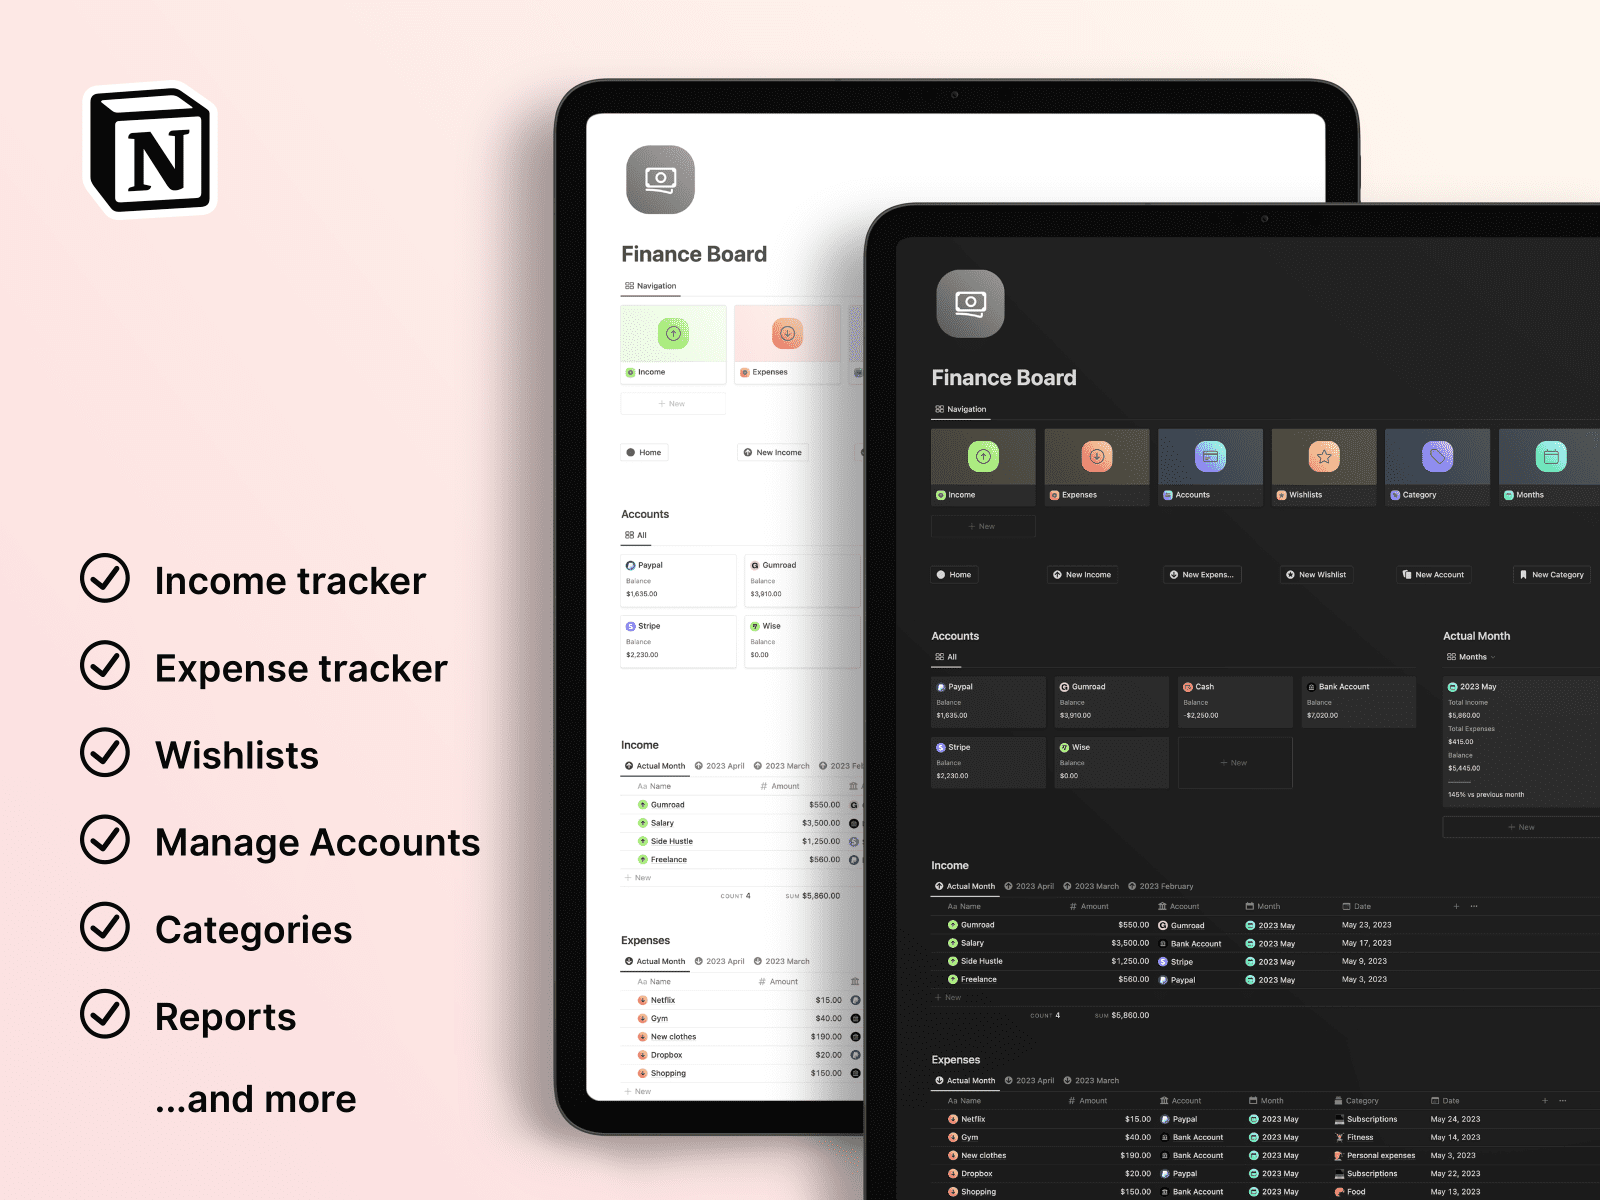 N
Income tracker
Expense tracker
Wishlists
Manage Accounts
Categories
Reports
...and more
Finance Board
Navigation
Income
Expenses
+ New
Home
New Income
Accounts
All
Paypal
Balance
$1,635.00
Gumroad
Balance
$3,910.00
Stripe
Balance
$2,230.00
Wise
Balance
$0.00
Income
Actual Month 2023 April 2023 March 2023 Feb
Aa Name # Amount
Gumroad $550.00
Salary $3,500.00
Side Hustle $1,250.00
Freelance $560.00
+ New
COUNT 4 SUM $5,860.00
Expenses
Actual Month 2023 April 2023 March
Aa Name # Amount
Netflix $15.00
Gym $40.00
New clothes $190.00
Dropbox $20.00
Shopping $150.00
+ New
Finance Board
Navigation
Income Expenses Accounts Wishlists Category Months
+ New
Home New Income New Expens... New Wishlist New Account New Category
Accounts
All
Paypal
Balance
$1,635.00
Gumroad
Balance
$3,910.00
Cash
Balance
-$2,250.00
Bank Account
Balance
$7,020.00
Stripe
Balance
$2,230.00
Wise
Balance
$0.00
+ New
Actual Month
Months
2023 May
Total Income
$5,860.00
Total Expenses
$415.00
Balance
$5,445.00
145% vs previous month
+ New
Income
Actual Month 2023 April 2023 March 2023 February
Aa Name # Amount Account Month Date + ...
Gumroad $550.00 Gumroad 2023 May May 23, 2023
Salary $3,500.00 Bank Account 2023 May May 17, 2023
Side Hustle $1,250.00 Stripe 2023 May May 9, 2023
Freelance $560.00 Paypal 2023 May May 3, 2023
+ New
COUNT 4 SUM $5,860.00
Expenses
Actual Month 2023 April 2023 March
Aa Name # Amount Account Month Category Date + ...
Netflix $15.00 Paypal 2023 May Subscriptions May 24, 2023
Gym $40.00 Bank Account 2023 May Fitness May 14, 2023
New clothes $190.00 Bank Account 2023 May Personal expenses May 3, 2023
Dropbox $20.00 Paypal 2023 May Subscriptions May 22, 2023
Shopping $150.00 Bank Account 2023 May Food May 13, 2023